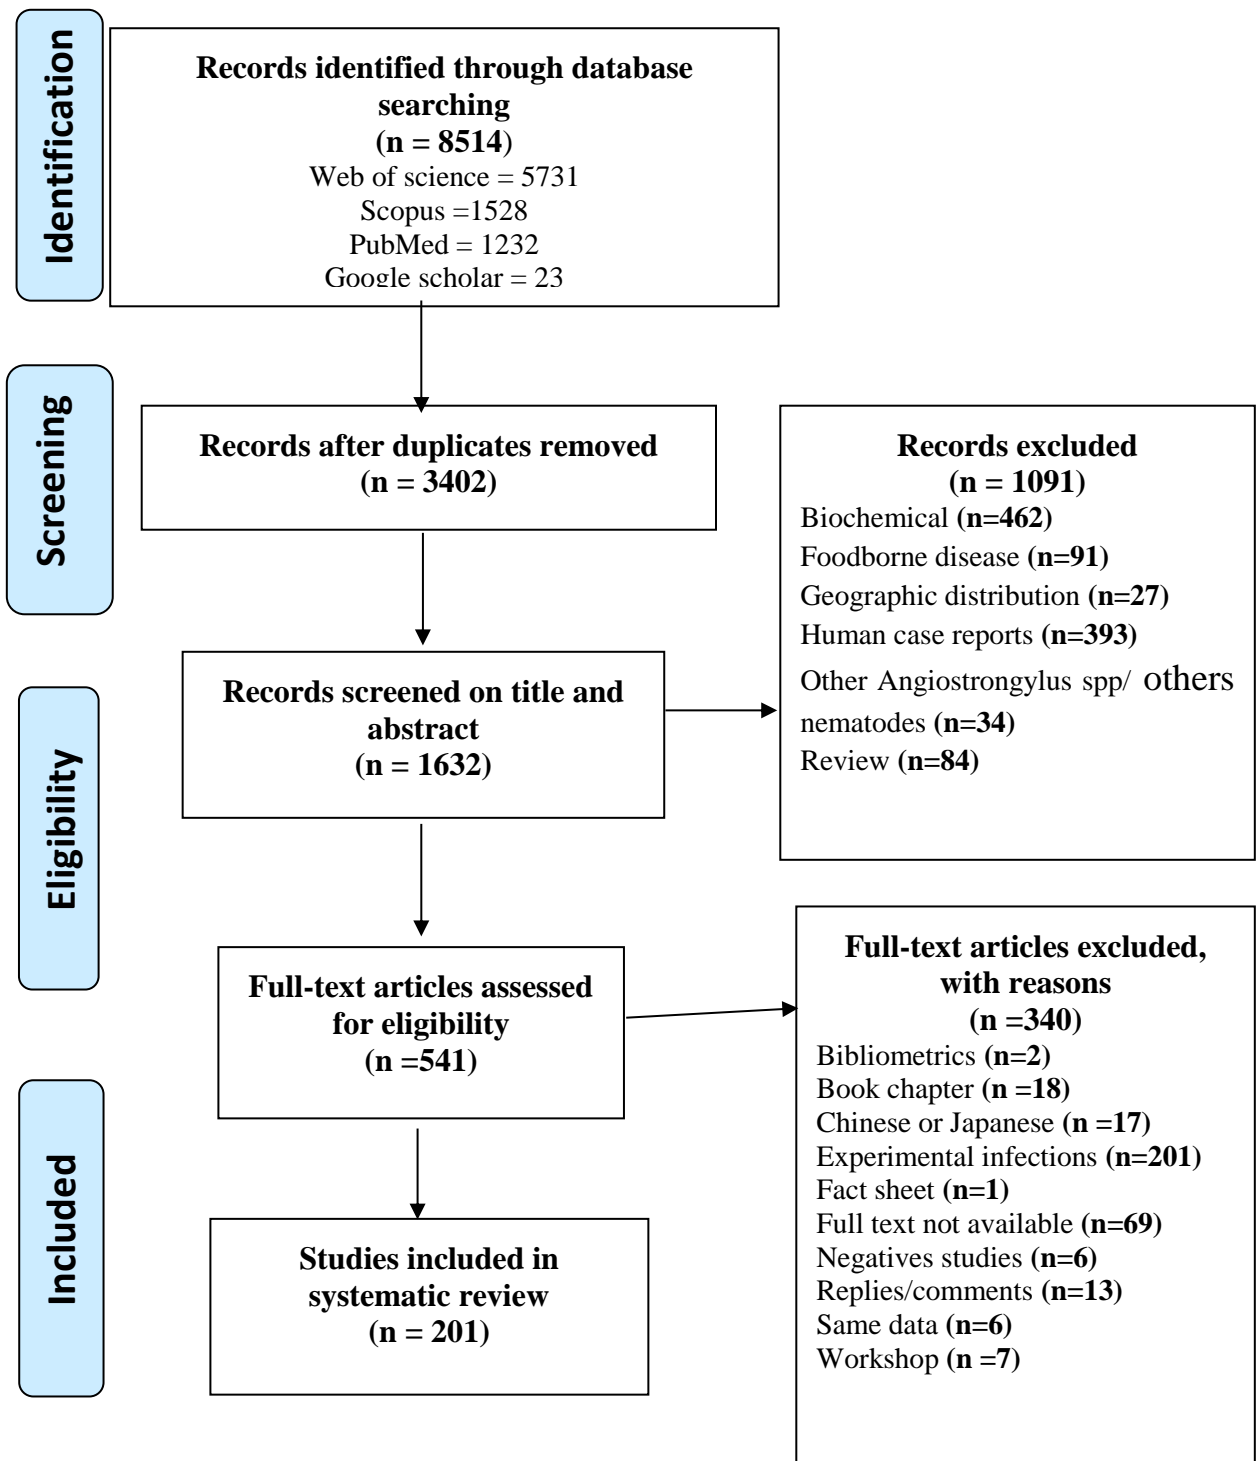 Identification
Records identified through database
searching
(n = 8514)
Web of science = 5731
Scopus =1528
PubMed = 1232
Google scholar = 23
Screening
Records after duplicates removed
(n = 3402)
Records excluded
(n = 1091)
Biochemical (n=462)
Foodborne disease (n=91)
Geographic distribution (n=27)
Human case reports (n=393)
Other Angiostrongylus spp/ others
nematodes (n=34)
Review (n=84)
Records screened on title and
abstract
(n = 1632)
Eligibility
Full-text articles assessed
for eligibility
(n =541)
Full-text articles excluded,
with reasons
(n =340)
Bibliometrics (n=2)
Book chapter (n =18)
Chinese or Japanese (n =17)
Experimental infections (n=201)
Fact sheet (n=1)
Full text not available (n=69)
Negatives studies (n=6)
Replies/comments (n=13)
Same data (n=6)
Workshop (n =7)
Included
Studies included in
systematic review
(n = 201)